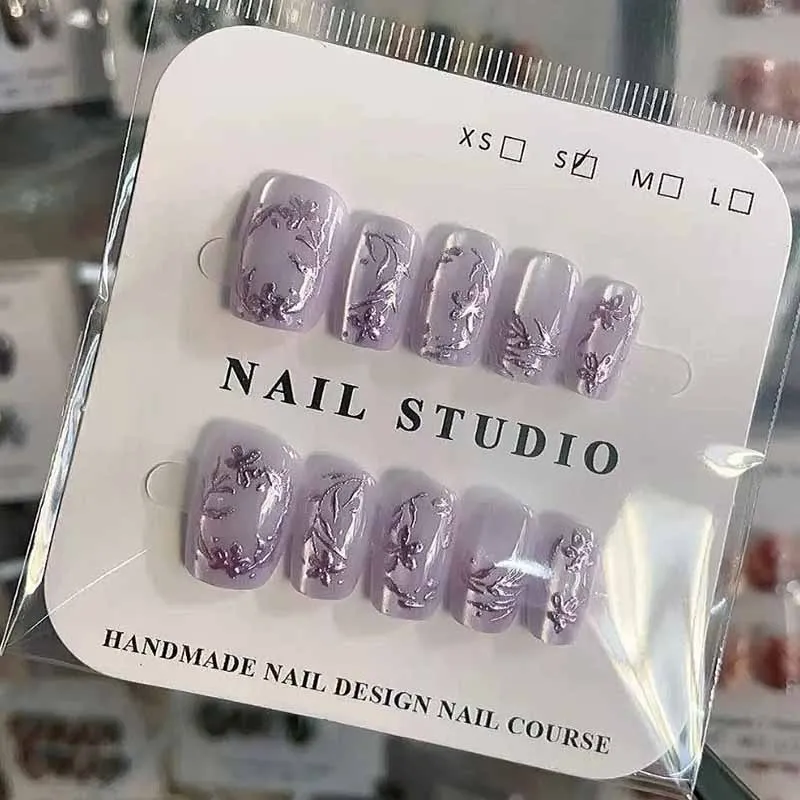 XS☐ S☑ M☐ L☐
NAIL STUDIO
HANDMADE NAIL DESIGN NAIL COURSE